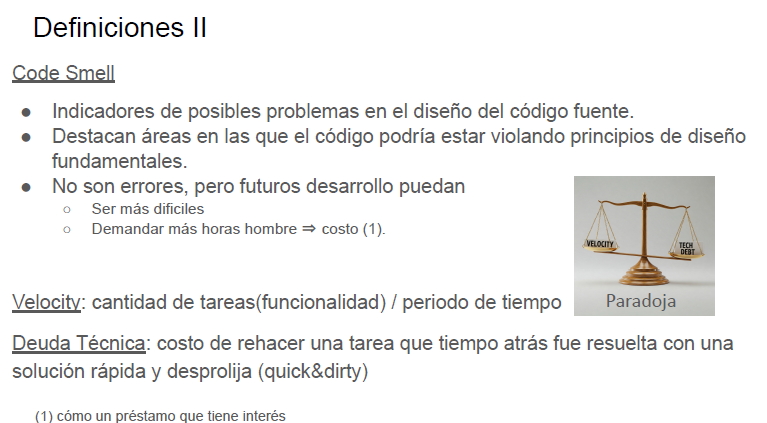 Definiciones II
Code Smell
● Indicadores de posibles problemas en el diseño del código fuente.
● Destacan áreas en las que el código podría estar violando principios de diseño
fundamentales.
● No son errores, pero futuros desarrollo puedan
○ Ser más dificiles
○ Demandar más horas hombre ⇒ costo (1).
VELOCITY
TECH
DEBT
Paradoja
Velocity: cantidad de tareas(funcionalidad) / periodo de tiempo
Deuda Técnica: costo de rehacer una tarea que tiempo atrás fue resuelta con una
solución rápida y desprolija (quick&dirty)
(1) cómo un préstamo que tiene interés